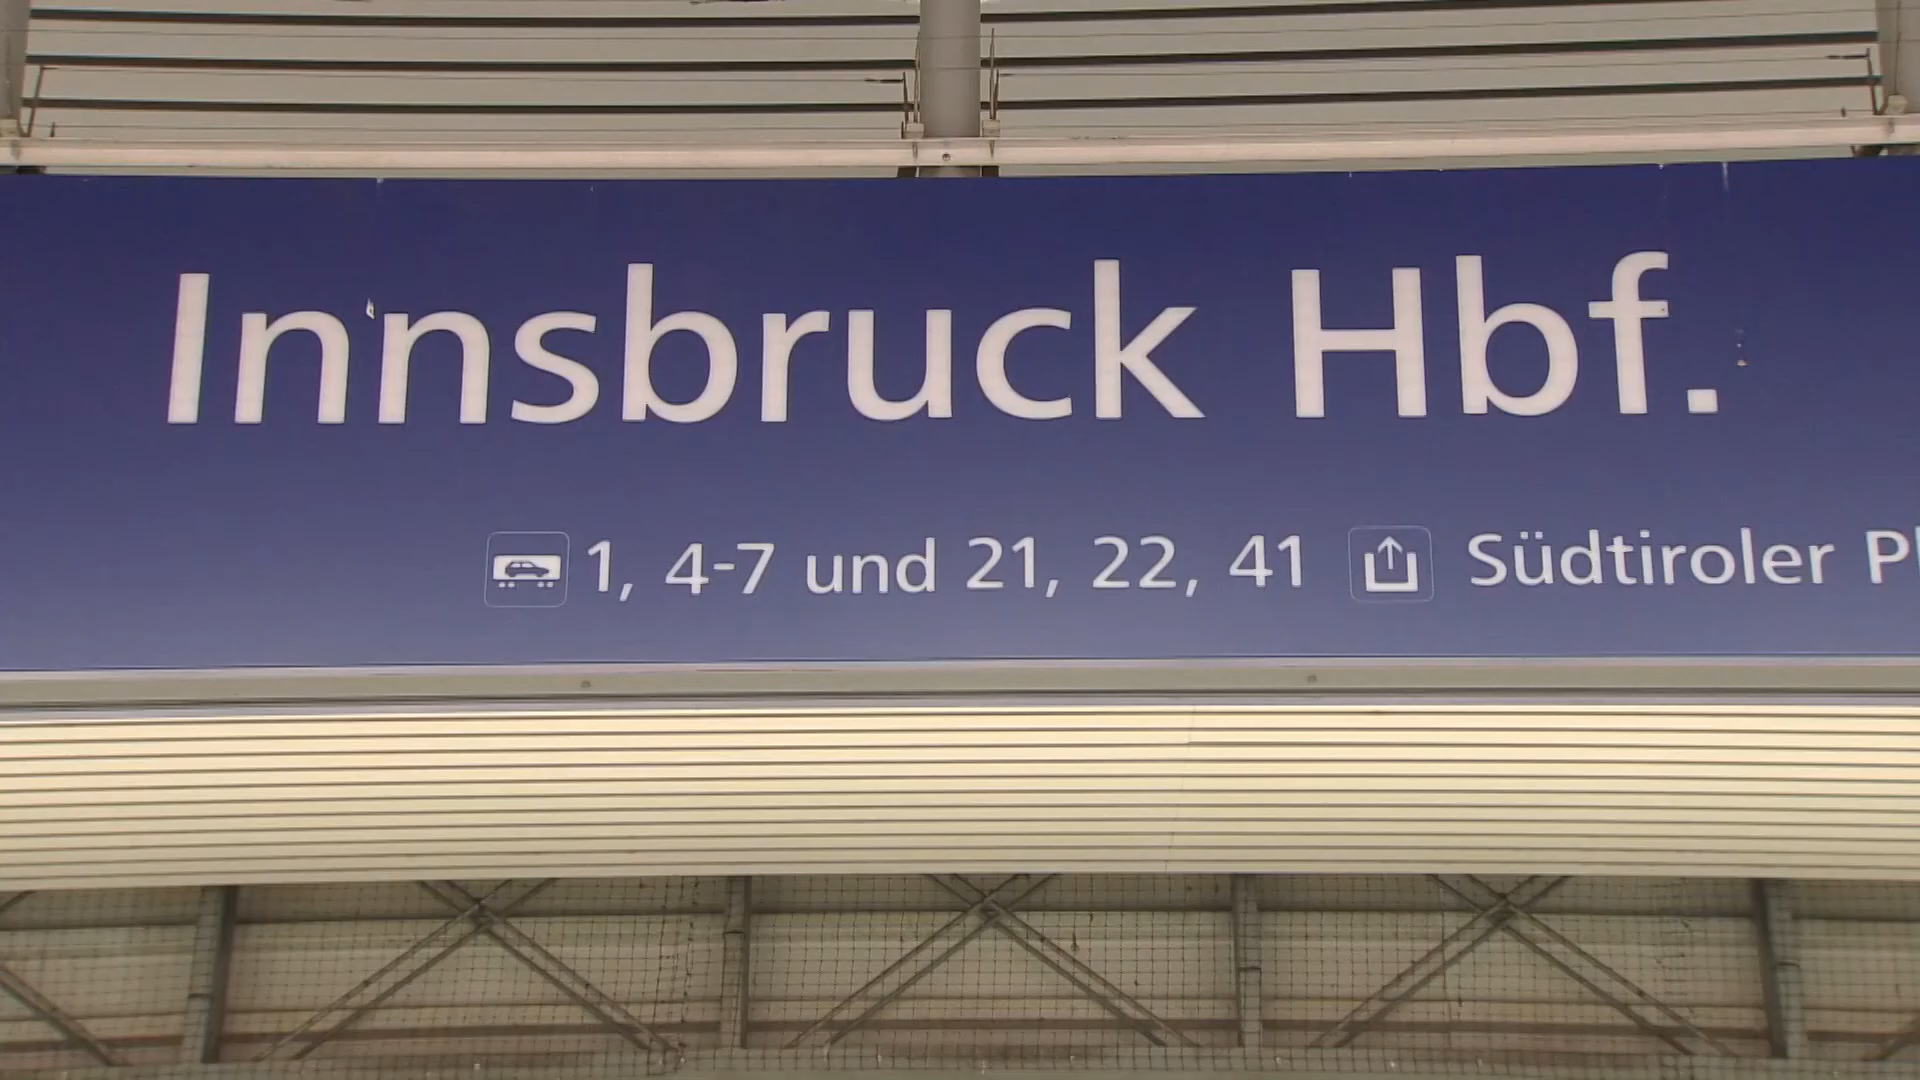 Innsbruck Hbf.
1, 4-7 und 21, 22, 41 Südtiroler